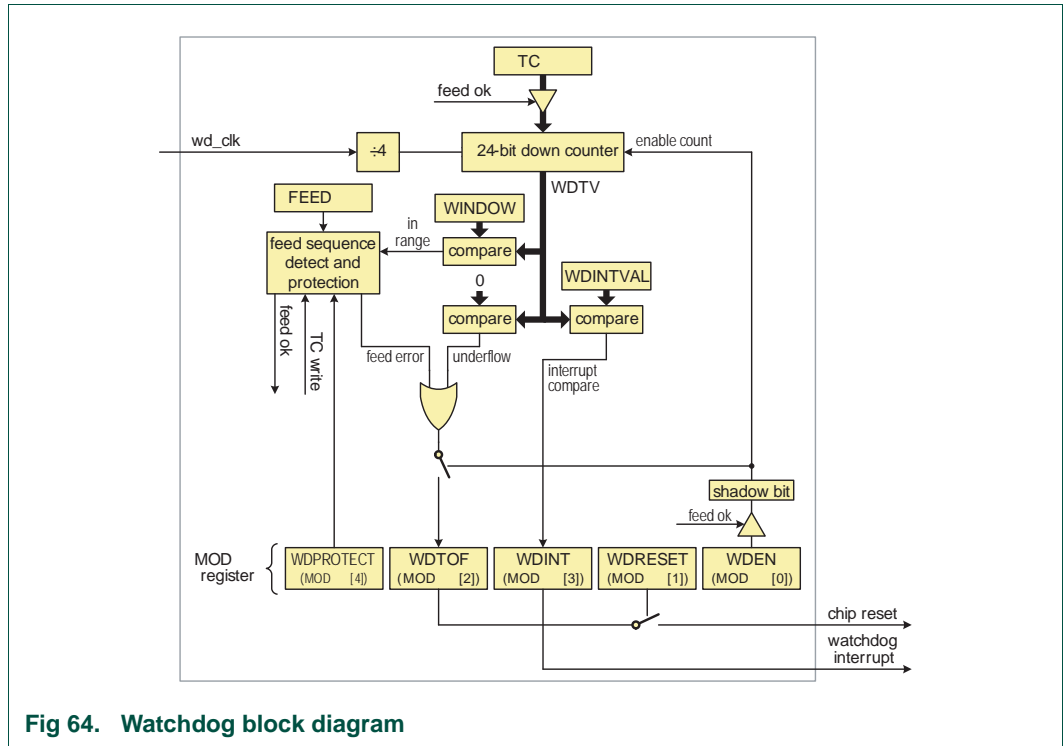 TC
feed ok
wd_clk
÷4
24-bit down counter
enable count
WDTV
FEED
WINDOW
in
range
feed sequence
detect and
protection
compare
WDINTVAL
0
compare
compare
feed ok
TC write
feed error
underflow
interrupt
compare
shadow bit
feed ok
MOD
register
WDPROTECT
(MOD [4])
WDTOF
(MOD [2])
WDINT
(MOD [3])
WDRESET
(MOD [1])
WDEN
(MOD [0])
chip reset
watchdog
interrupt
Fig 64. Watchdog block diagram